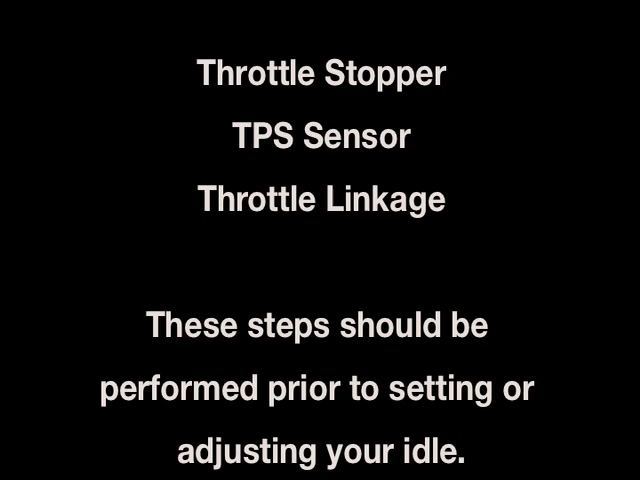 Throttle Stopper
TPS Sensor
Throttle Linkage
These steps should be
performed prior to setting or
adjusting your idle.